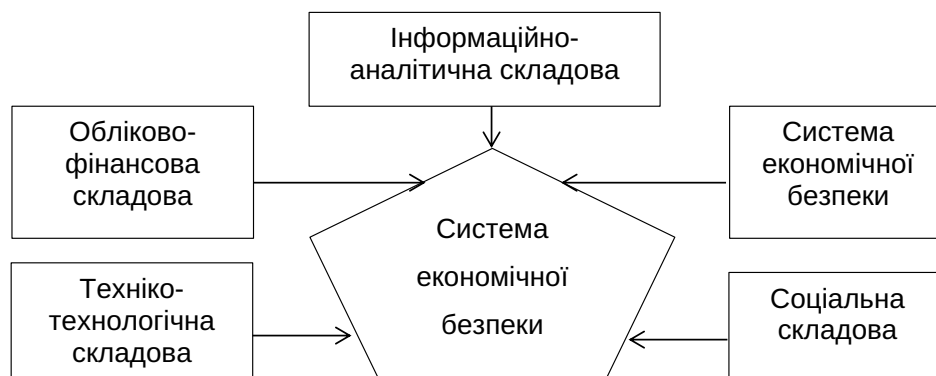 Інформаційно-
аналітична складова
Обліково-
фінансова
складова
Система
економічної
безпеки
Система
економічної
безпеки
Техніко-
технологічна
складова
Соціальна
складова